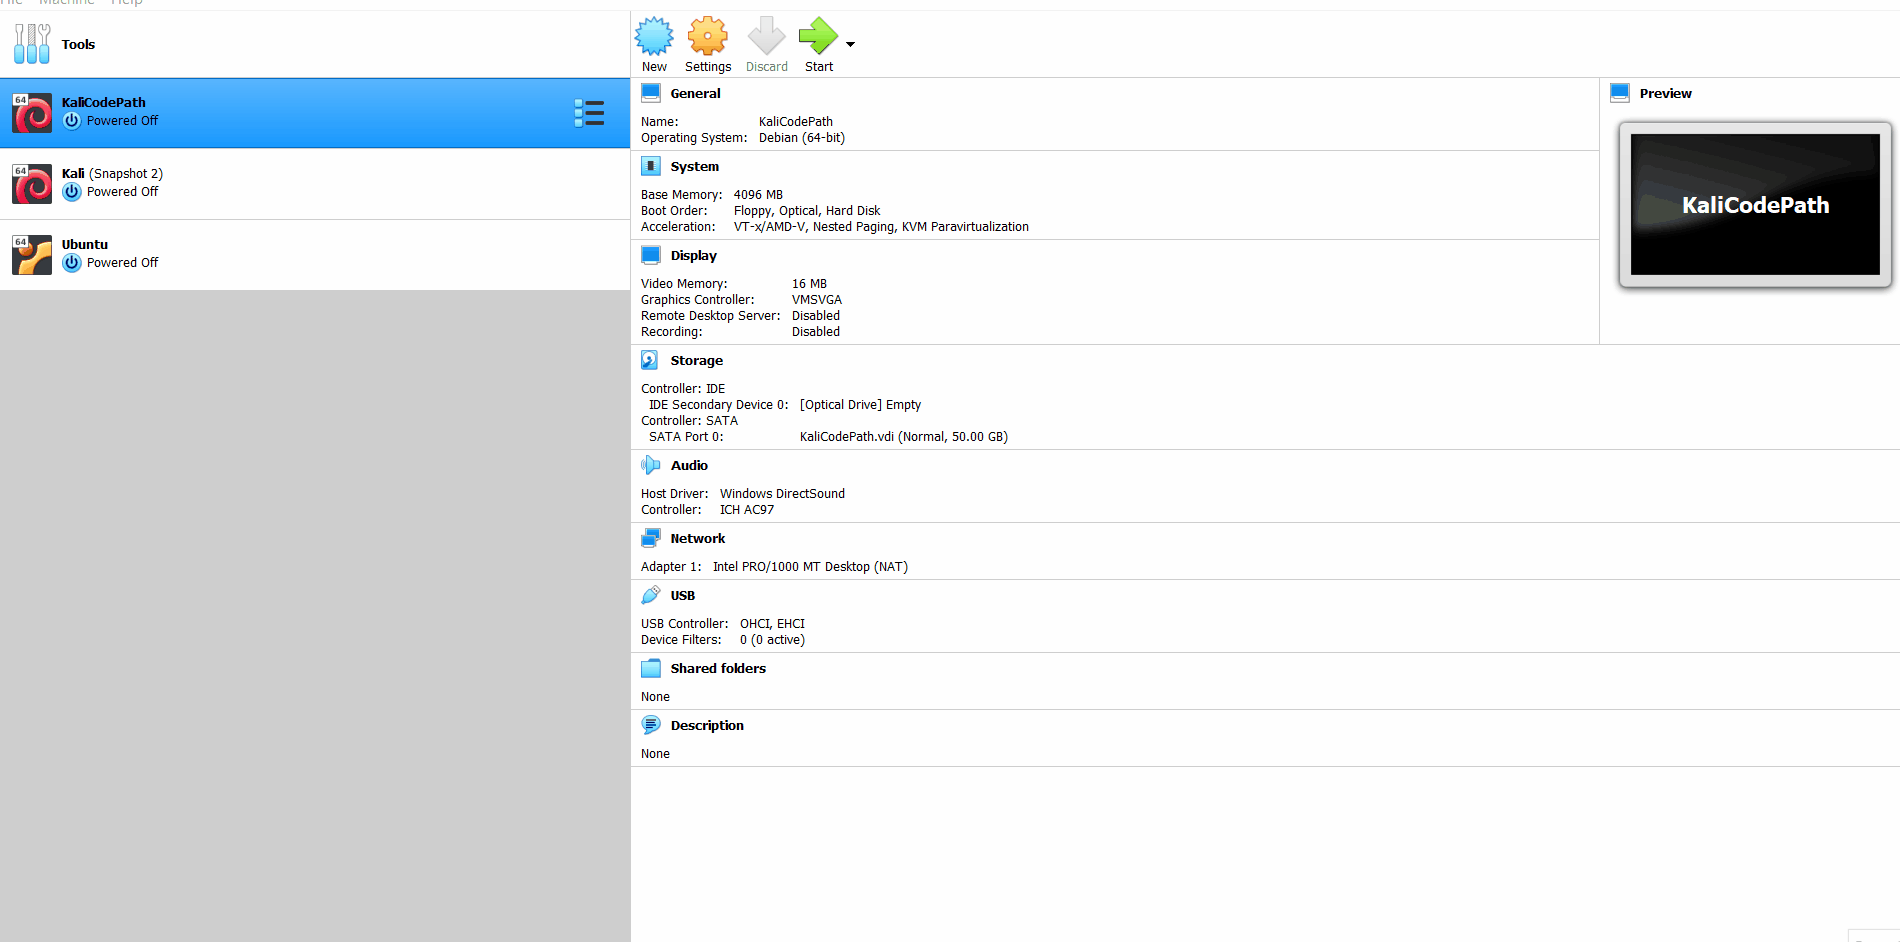 File Machine Help
Tools
64 KaliCodePath
Powered Off
64 Kali (Snapshot 2)
Powered Off
64 Ubuntu
Powered Off
New Settings Discard Start
General
Name: KaliCodePath
Operating System: Debian (64-bit)
System
Base Memory: 4096 MB
Boot Order: Floppy, Optical, Hard Disk
Acceleration: VT-x/AMD-V, Nested Paging, KVM Paravirtualization
Display
Video Memory: 16 MB
Graphics Controller: VMSVGA
Remote Desktop Server: Disabled
Recording: Disabled
Preview
KaliCodePath
Storage
Controller: IDE
IDE Secondary Device 0: [Optical Drive] Empty
Controller: SATA
SATA Port 0: KaliCodePath.vdi (Normal, 50.00 GB)
Audio
Host Driver: Windows DirectSound
Controller: ICH AC97
Network
Adapter 1: Intel PRO/1000 MT Desktop (NAT)
USB
USB Controller: OHCI, EHCI
Device Filters: 0 (0 active)
Shared folders
None
Description
None